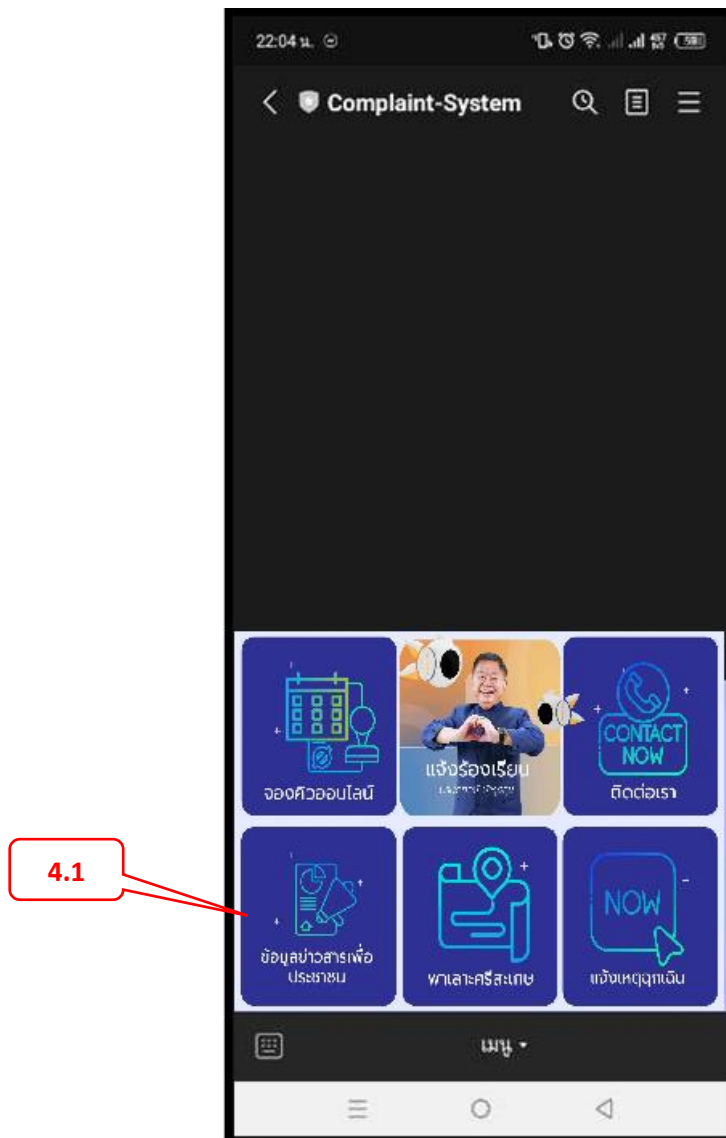 22:04 น.
Complaint-System
จองคิวออนไลน์
แจ้งร้องเรียน
CONTACT
NOW
ติดต่อเรา
4.1
ข้อมูลข่าวสารเพื่อ
ประชาชน
พาเลาะศรีสะเกษ
NOW
แจ้งเหตุฉุกเฉิน
เมนู